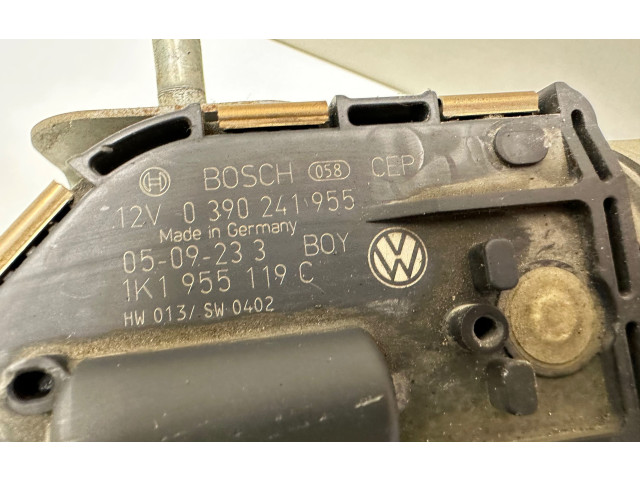 BOSCH 058 CEP
12V 0 390 241 955
Made in Germany
05-09-23 3 BOY
1K1 955 119 C
HW 013/ SW 0402